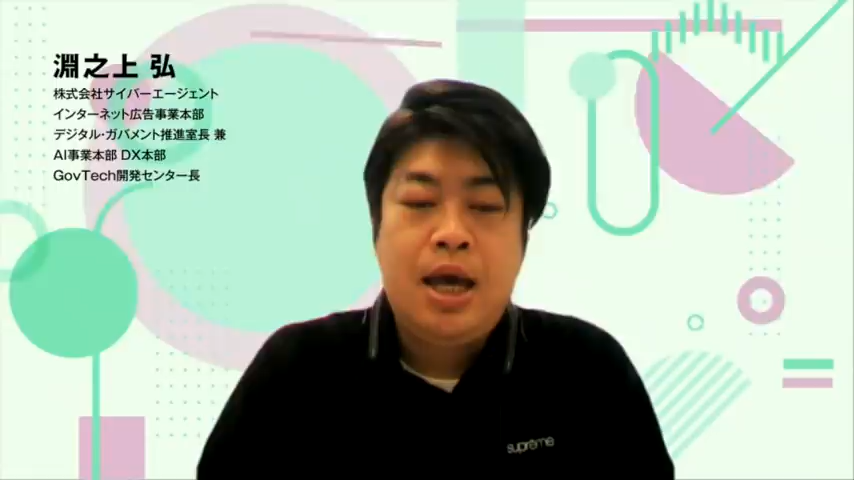 淵之上 弘
株式会社サイバーエージェント
インターネット広告事業本部
デジタル・ガバメント推進室長 兼
AI事業本部 DX本部
GovTech開発センター長
supreme